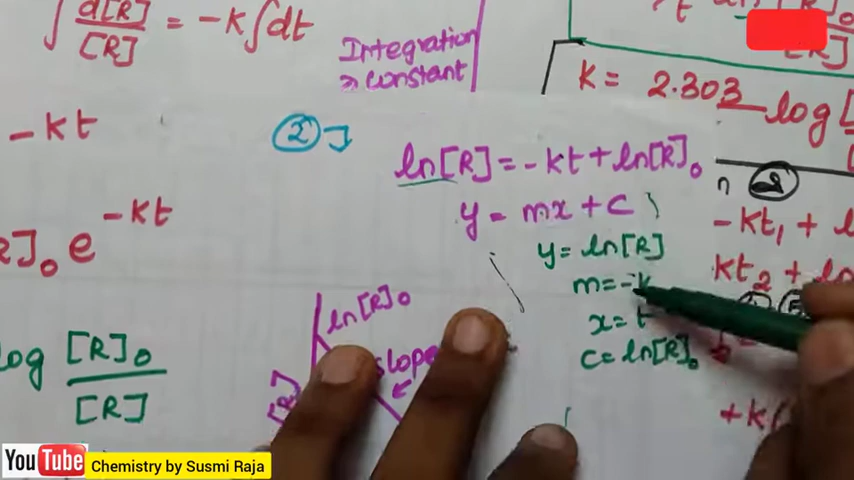 ∫ d[R]/[R] = -k∫dt
Integration
constant
-kt
②
ln[R] = -kt + ln[R]₀
y = mx + c
y = ln[R]
m = -k
x = t
c = ln[R]₀
]₀ e^-kt
log [R]₀/[R]
ln[R]₀
slope
[R]
k = 2.303 log
-kt₁ +
kt₂ +
+k(
YouTube Chemistry by Susmi Raja